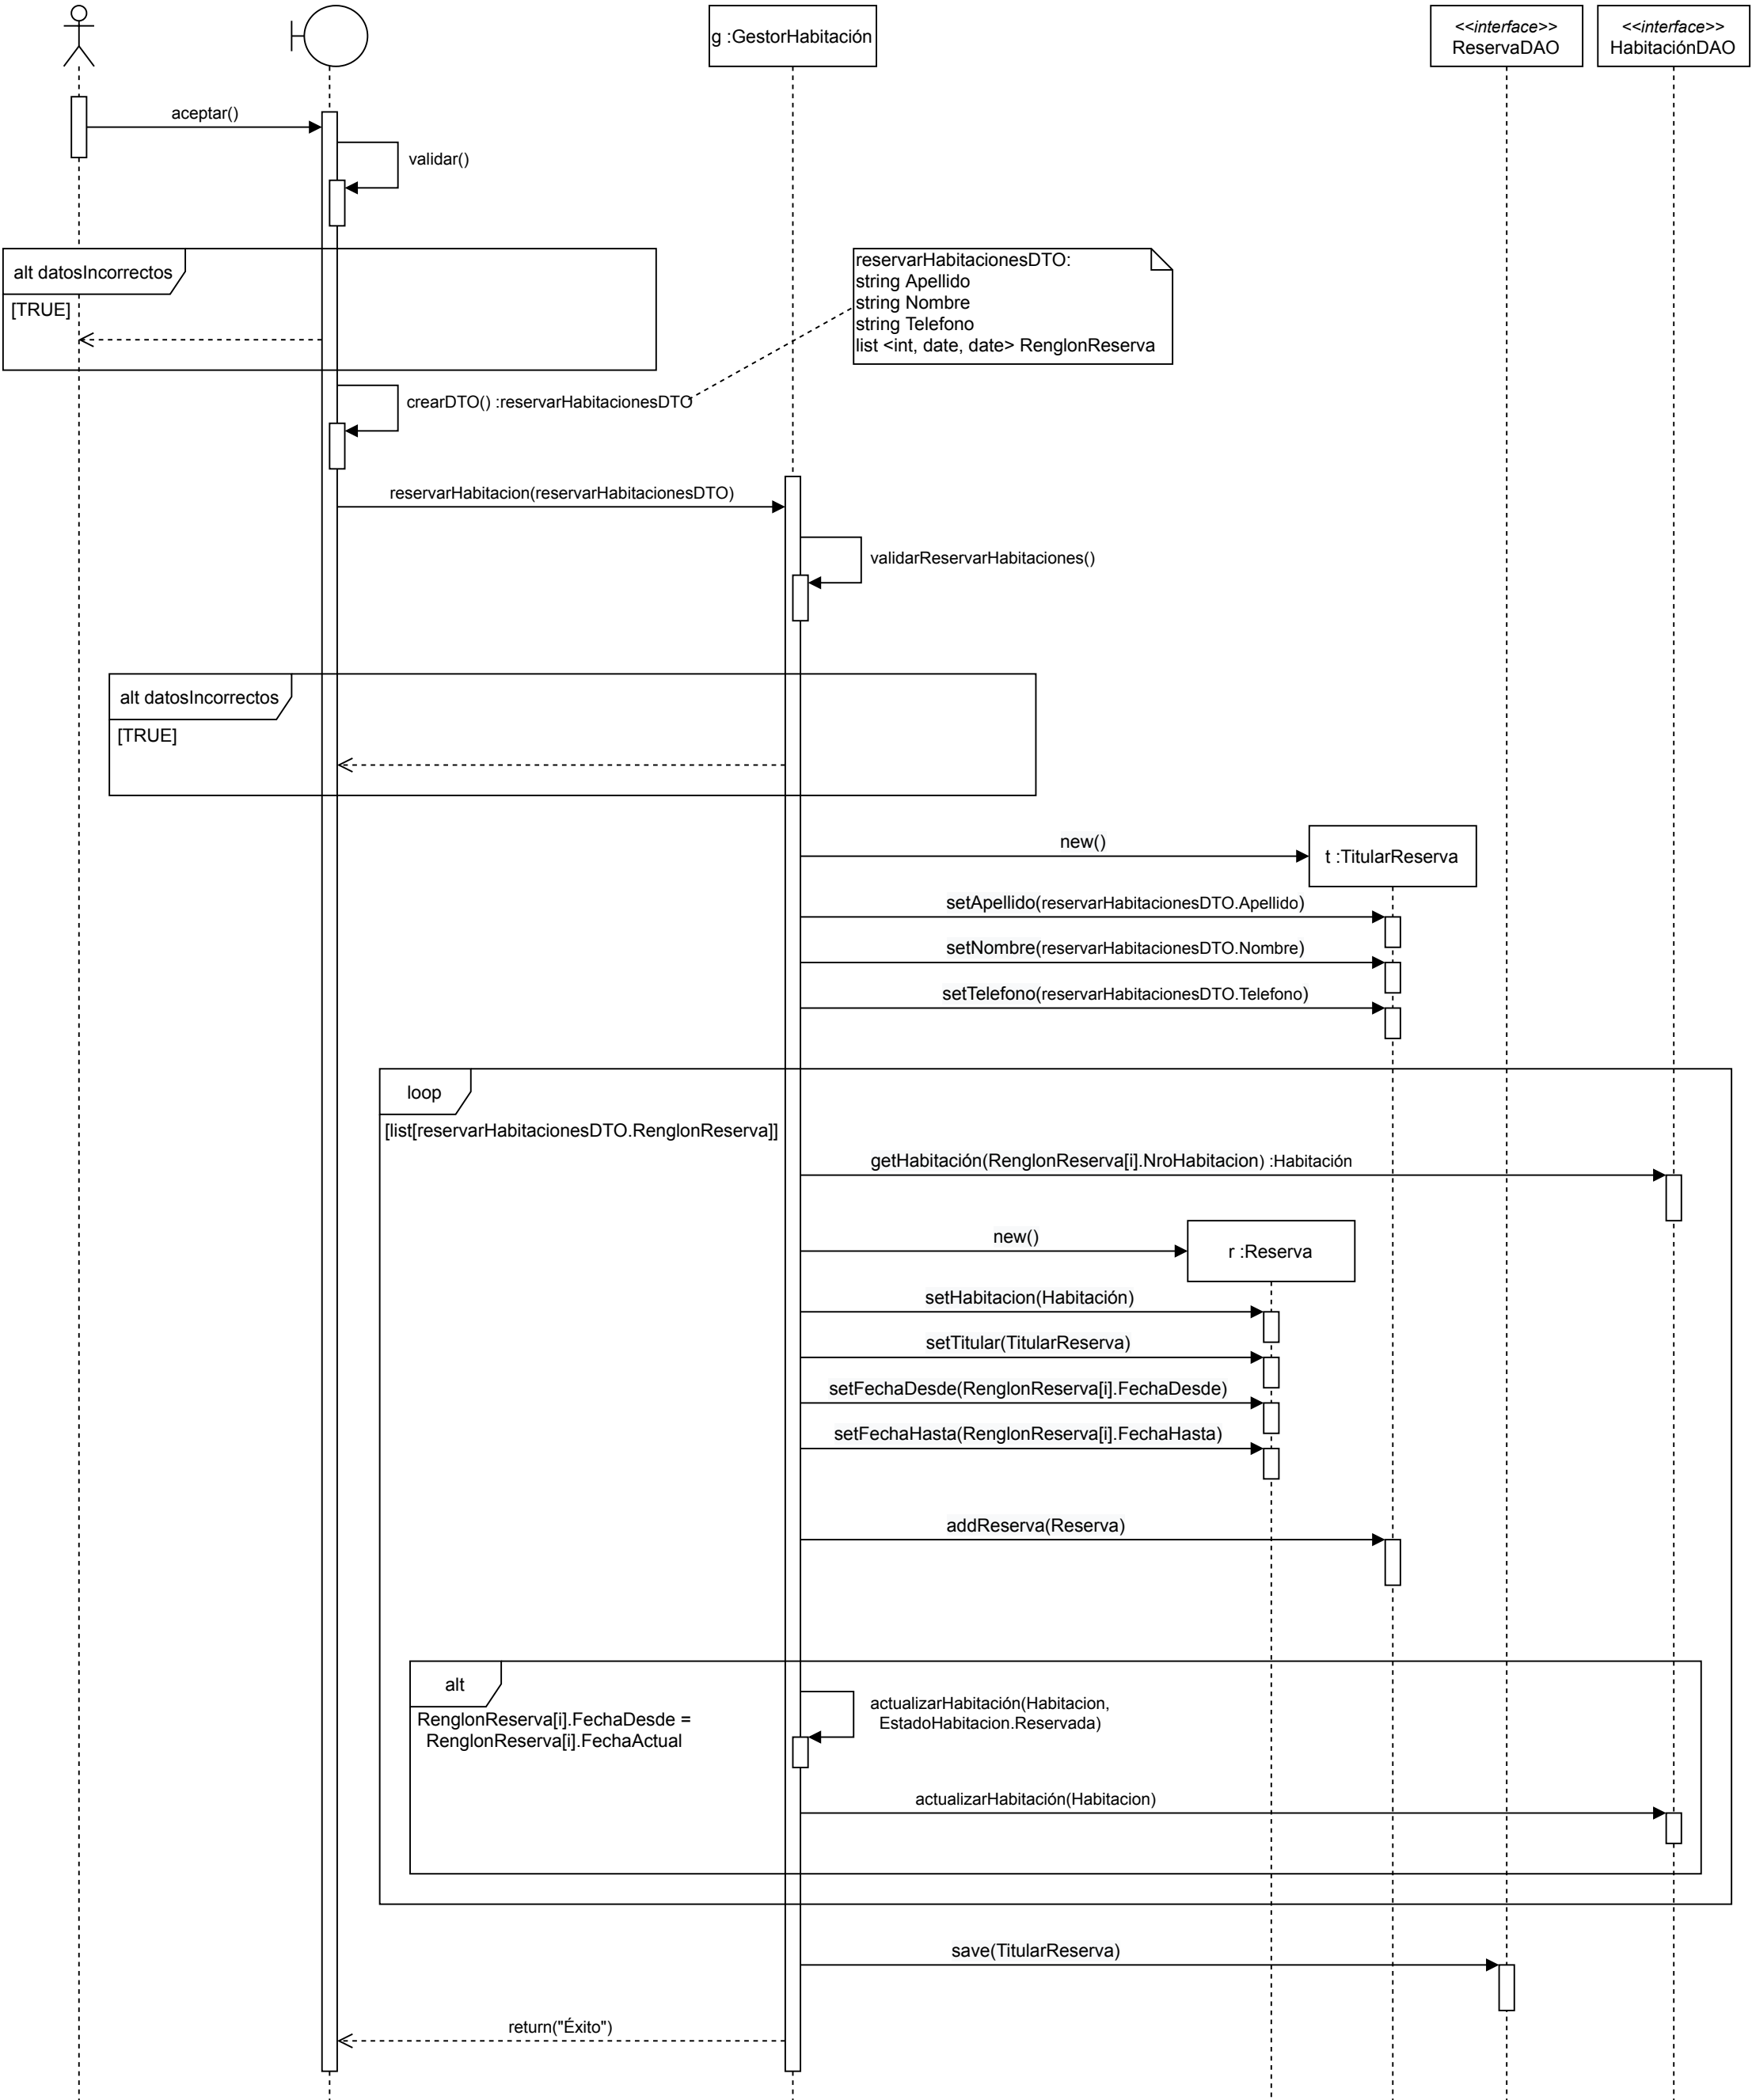 g :GestorHabitación
<<interface>>
ReservaDAO
<<interface>>
HabitaciónDAO
aceptar()
validar()
alt datosIncorrectos
[TRUE]
reservarHabitacionesDTO:
string Apellido
string Nombre
string Telefono
list <int, date, date> RenglonReserva
crearDTO() :reservarHabitacionesDTO
reservarHabitacion(reservarHabitacionesDTO)
validarReservarHabitaciones()
alt datosIncorrectos
[TRUE]
new()
t :TitularReserva
setApellido(reservarHabitacionesDTO.Apellido)
setNombre(reservarHabitacionesDTO.Nombre)
setTelefono(reservarHabitacionesDTO.Telefono)
loop
[list[reservarHabitacionesDTO.RenglonReserva]]
getHabitación(RenglonReserva[i].NroHabitacion) :Habitación
new()
r :Reserva
setHabitacion(Habitación)
setTitular(TitularReserva)
setFechaDesde(RenglonReserva[i].FechaDesde)
setFechaHasta(RenglonReserva[i].FechaHasta)
addReserva(Reserva)
alt
RenglonReserva[i].FechaDesde =
RenglonReserva[i].FechaActual
actualizarHabitación(Habitacion,
EstadoHabitacion.Reservada)
actualizarHabitación(Habitacion)
save(TitularReserva)
return("Éxito")